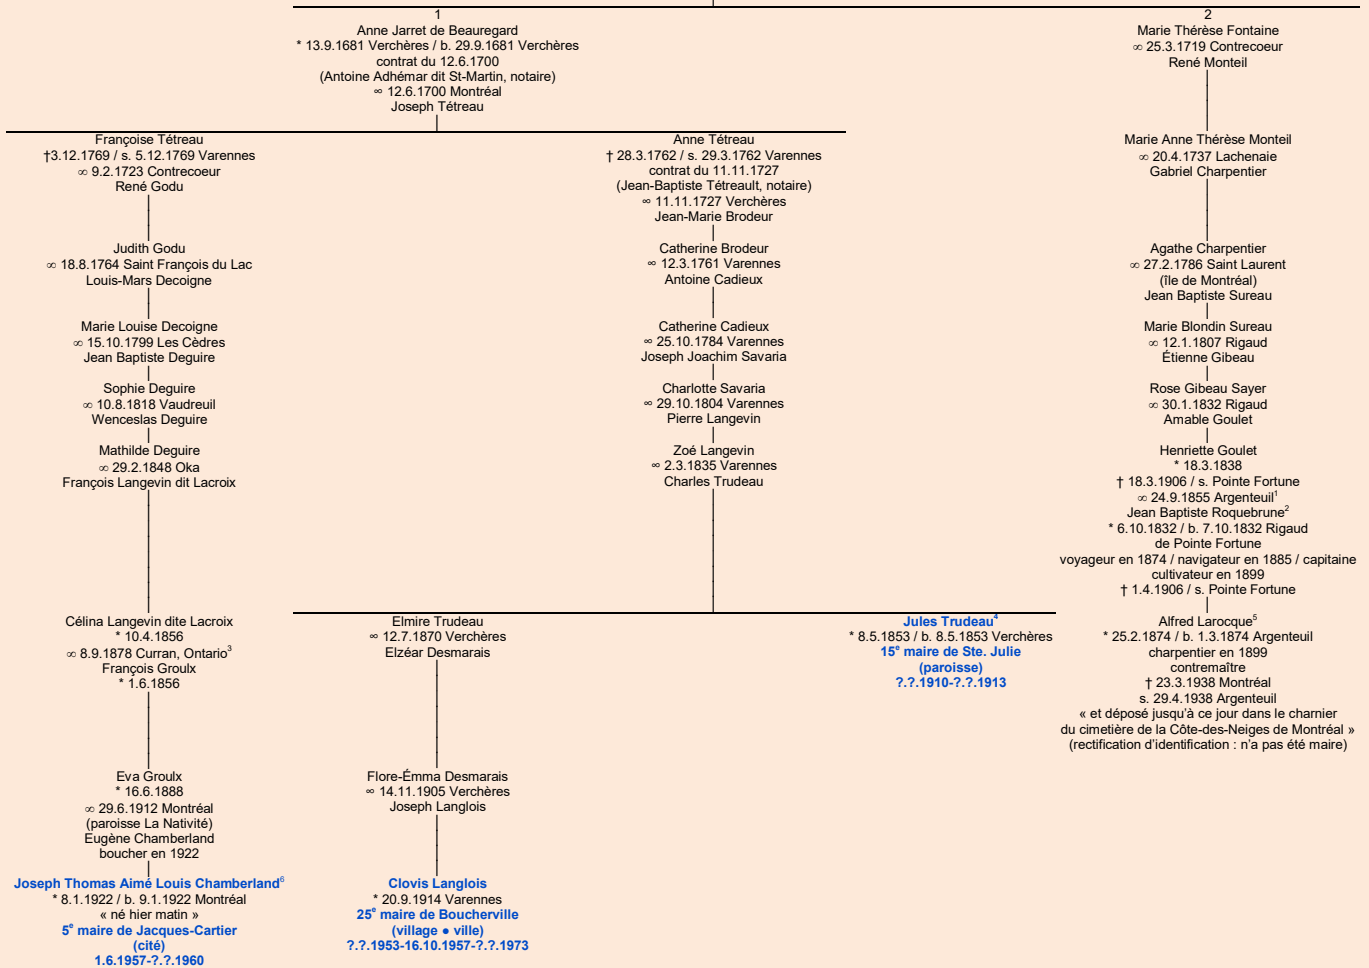 1
Anne Jarret de Beauregard
* 13.9.1681 Verchères / b. 29.9.1681 Verchères
contrat du 12.6.1700
(Antoine Adhémar dit St-Martin, notaire)
∞ 12.6.1700 Montréal
Joseph Tétreau
2
Marie Thérèse Fontaine
∞ 25.3.1719 Contrecoeur
René Monteil
Françoise Tétreau
†3.12.1769 / s. 5.12.1769 Varennes
∞ 9.2.1723 Contrecoeur
René Godu
Judith Godu
∞ 18.8.1764 Saint François du Lac
Louis-Mars Decoigne
Marie Louise Decoigne
∞ 15.10.1799 Les Cèdres
Jean Baptiste Deguire
Sophie Deguire
∞ 10.8.1818 Vaudreuil
Wenceslas Deguire
Mathilde Deguire
∞ 29.2.1848 Oka
François Langevin dit Lacroix
Célina Langevin dite Lacroix
* 10.4.1856
∞ 8.9.1878 Curran, Ontario³
François Groulx
* 1.6.1856
Eva Groulx
* 16.6.1888
∞ 29.6.1912 Montréal
(paroisse La Nativité)
Eugène Chamberland
boucher en 1922
Joseph Thomas Aimé Louis Chamberland⁶
* 8.1.1922 / b. 9.1.1922 Montréal
« né hier matin »
5ᵉ maire de Jacques-Cartier
(cité)
1.6.1957-?.?.1960
Anne Tétreau
† 28.3.1762 / s. 29.3.1762 Varennes
contrat du 11.11.1727
(Jean-Baptiste Tétreault, notaire)
∞ 11.11.1727 Verchères
Jean-Marie Brodeur
Catherine Brodeur
∞ 12.3.1761 Varennes
Antoine Cadieux
Catherine Cadieux
∞ 25.10.1784 Varennes
Joseph Joachim Savaria
Charlotte Savaria
∞ 29.10.1804 Varennes
Pierre Langevin
Zoé Langevin
∞ 2.3.1835 Varennes
Charles Trudeau
Elmire Trudeau
∞ 12.7.1870 Verchères
Elzéar Desmarais
Flore-Émma Desmarais
∞ 14.11.1905 Verchères
Joseph Langlois
Clovis Langlois
* 20.9.1914 Varennes
25ᵉ maire de Boucherville
(village ● ville)
?.?.1953-16.10.1957-?.?.1973
Jules Trudeau⁴
* 8.5.1853 / b. 8.5.1853 Verchères
15ᵉ maire de Ste. Julie
(paroisse)
?.?.1910-?.?.1913
Marie Anne Thérèse Monteil
∞ 20.4.1737 Lachenaie
Gabriel Charpentier
Agathe Charpentier
∞ 27.2.1786 Saint Laurent
(île de Montréal)
Jean Baptiste Sureau
Marie Blondin Sureau
∞ 12.1.1807 Rigaud
Étienne Gibeau
Rose Gibeau Sayer
∞ 30.1.1832 Rigaud
Amable Goulet
Henriette Goulet
* 18.3.1838
† 18.3.1906 / s. Pointe Fortune
∞ 24.9.1855 Argenteuil¹
Jean Baptiste Roquebrune²
* 6.10.1832 / b. 7.10.1832 Rigaud
de Pointe Fortune
voyageur en 1874 / navigateur en 1885 / capitaine
cultivateur en 1899
† 1.4.1906 / s. Pointe Fortune
Alfred Larocque⁵
* 25.2.1874 / b. 1.3.1874 Argenteuil
charpentier en 1899
contremaître
† 23.3.1938 Montréal
s. 29.4.1938 Argenteuil
« et déposé jusqu'à ce jour dans le charnier
du cimetière de la Côte-des-Neiges de Montréal »
(rectification d'identification : n'a pas été maire)